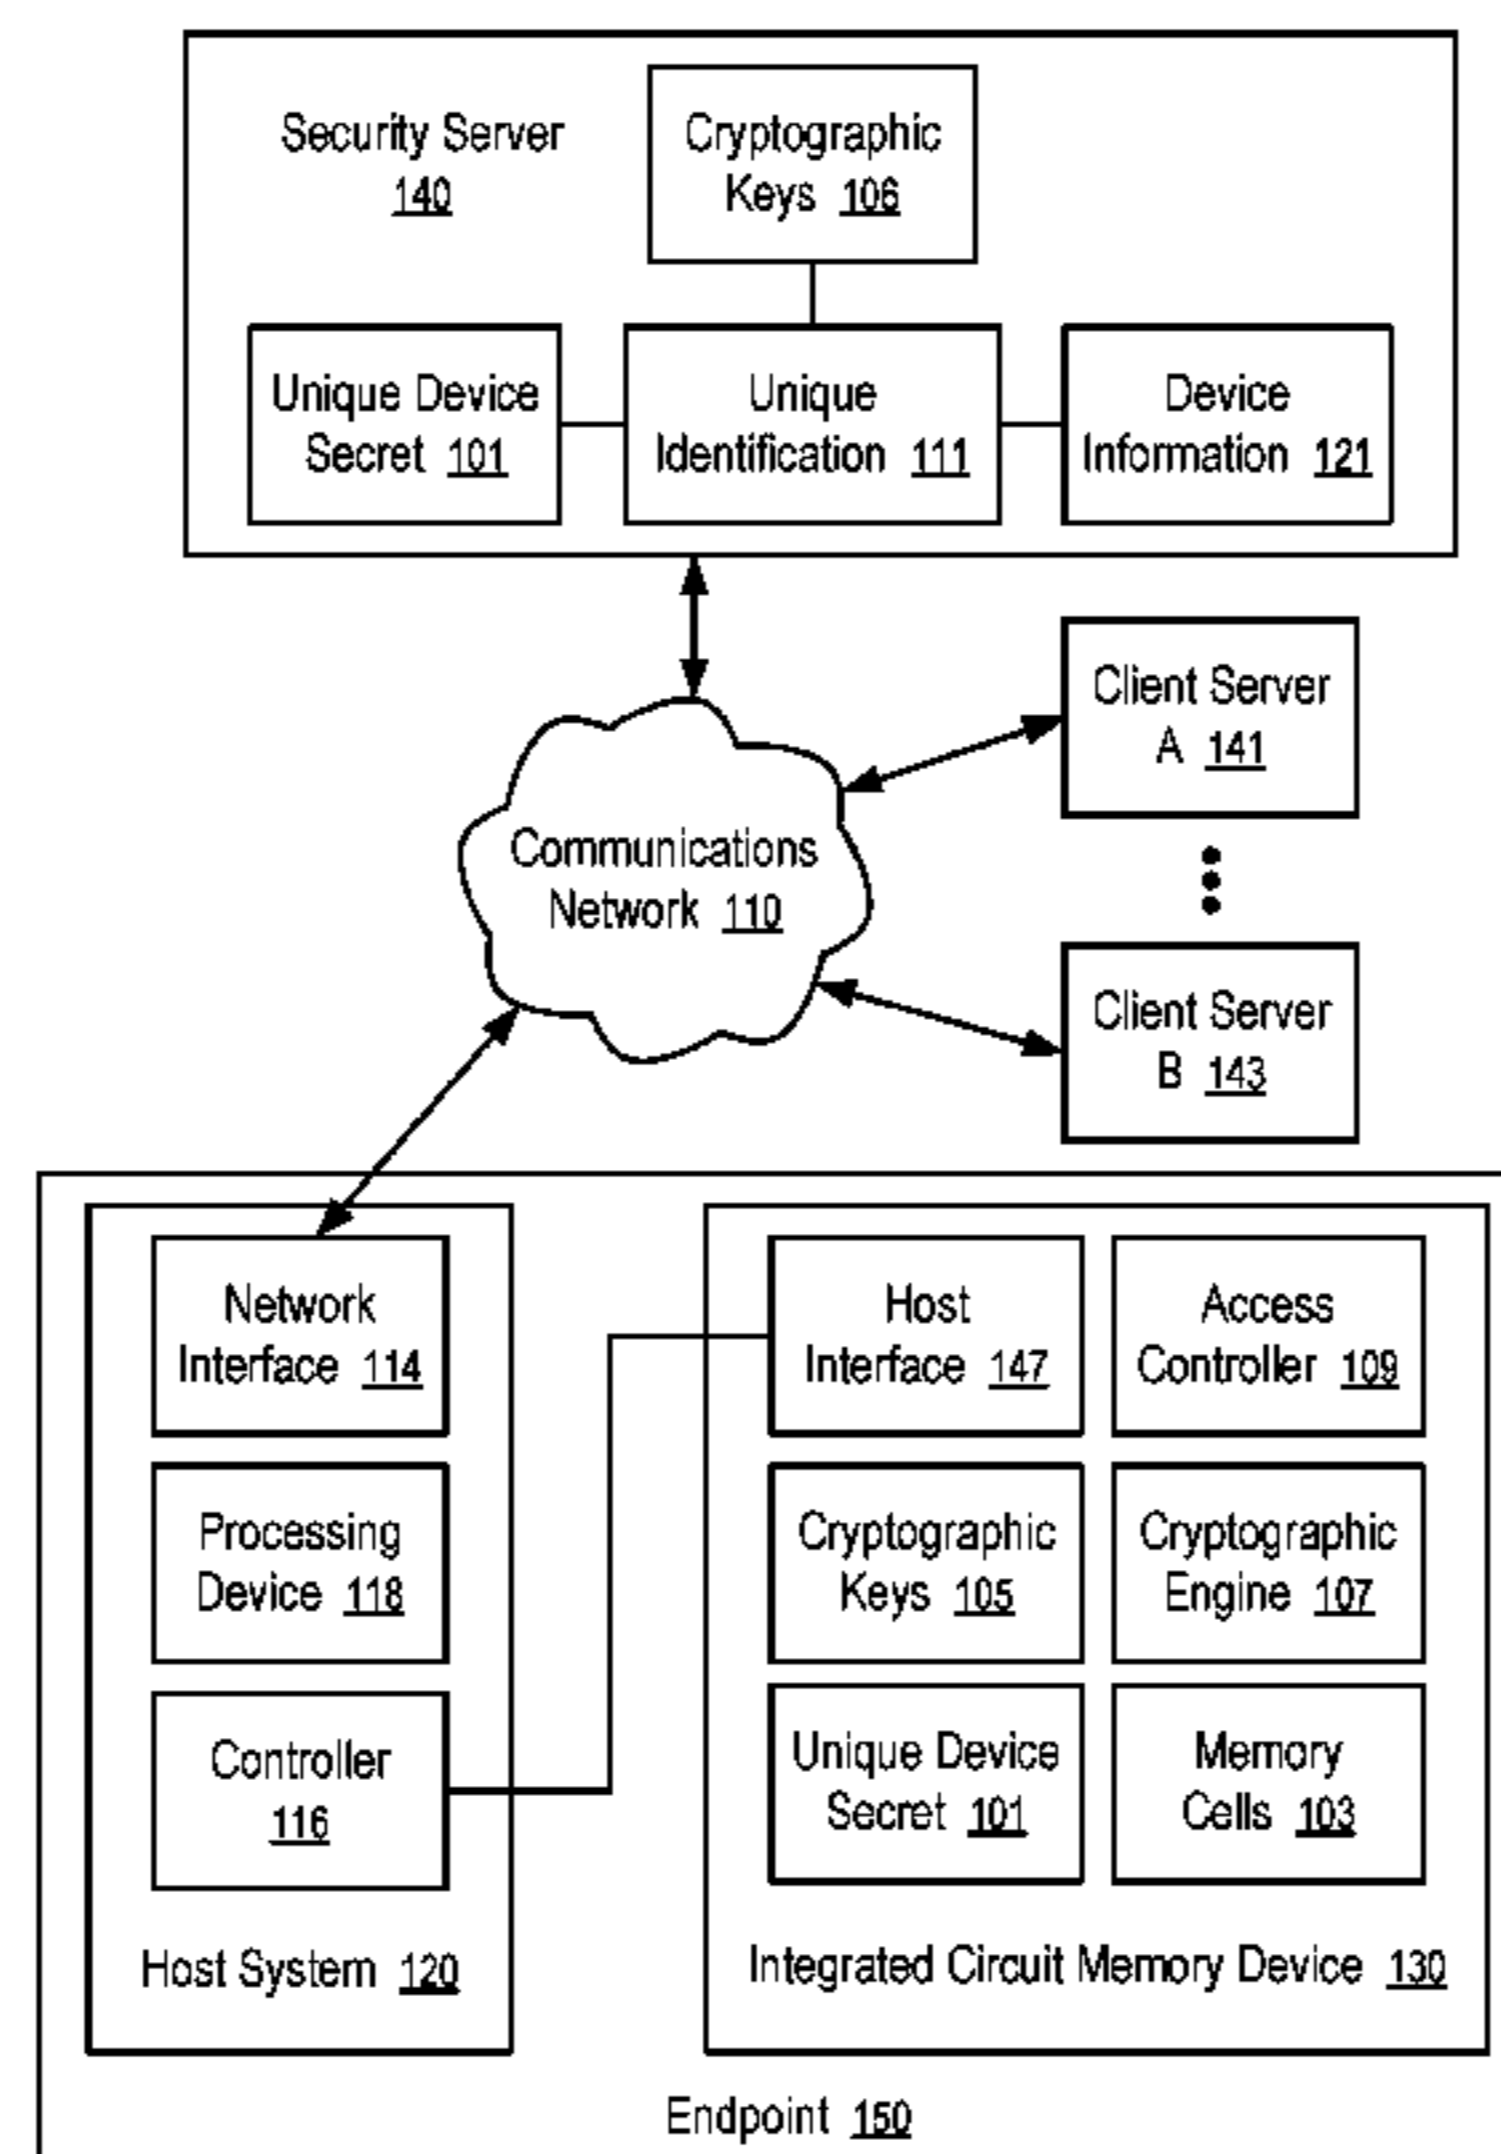 Security Server
140
Cryptographic
Keys 106
Unique Device
Secret 101
Unique
Identification 111
Device
Information 121
Client Server
A 141
Communications
Network 110
Client Server
B 143
Network
Interface 114
Processing
Device 118
Controller
116
Host System 120
Host
Interface 147
Access
Controller 109
Cryptographic
Keys 105
Cryptographic
Engine 107
Unique Device
Secret 101
Memory
Cells 103
Integrated Circuit Memory Device 130
Endpoint 150